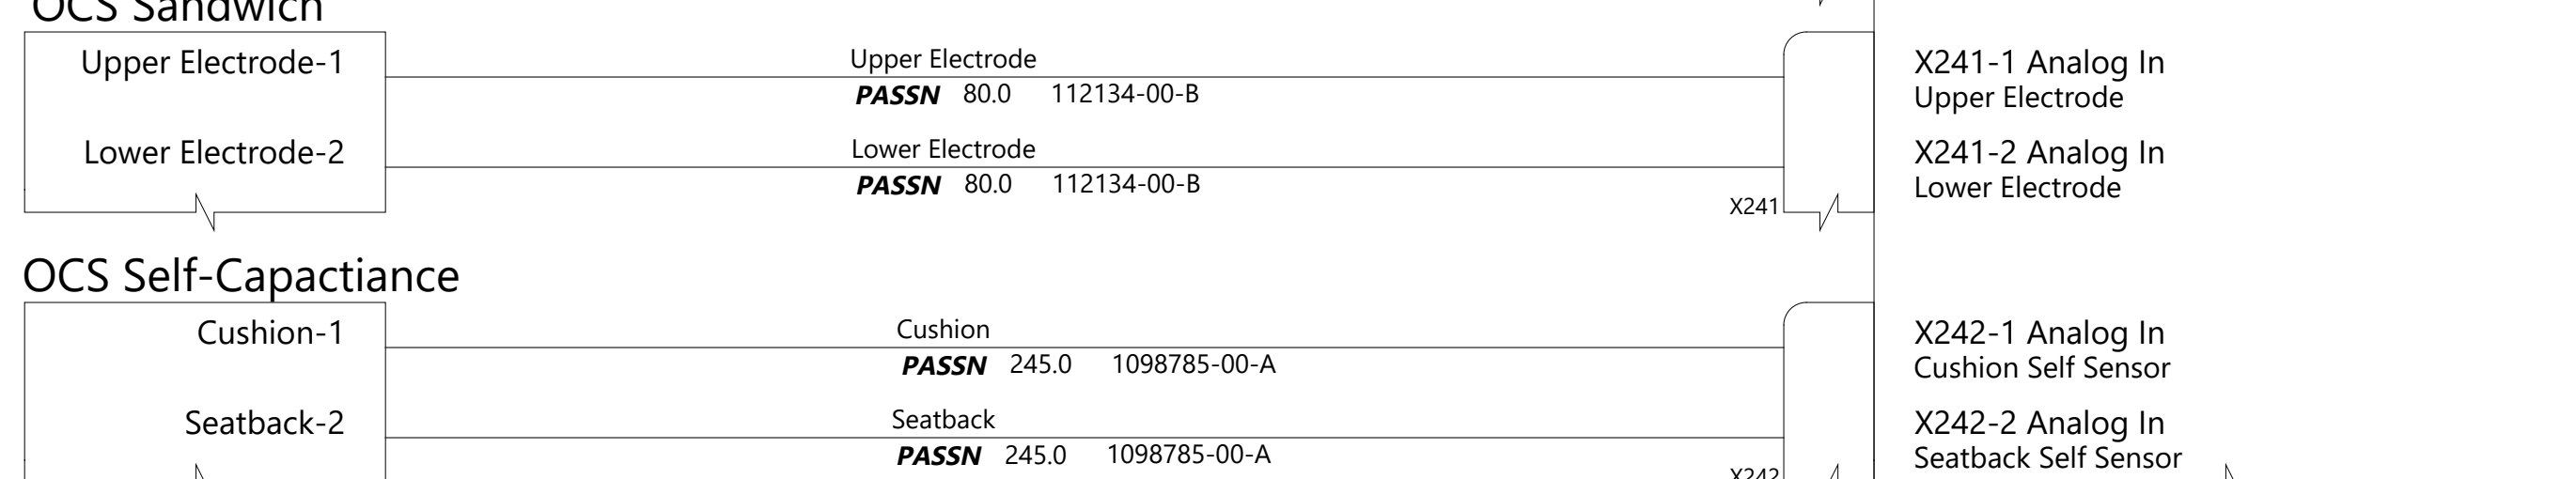 OCS Sandwich
Upper Electrode-1
Upper Electrode
PASSN 80.0 112134-00-B
X241-1 Analog In
Upper Electrode
Lower Electrode-2
Lower Electrode
PASSN 80.0 112134-00-B
X241-2 Analog In
Lower Electrode
X241
OCS Self-Capactiance
Cushion-1
Cushion
PASSN 245.0 1098785-00-A
X242-1 Analog In
Cushion Self Sensor
Seatback-2
Seatback
PASSN 245.0 1098785-00-A
X242-2 Analog In
Seatback Self Sensor
X242